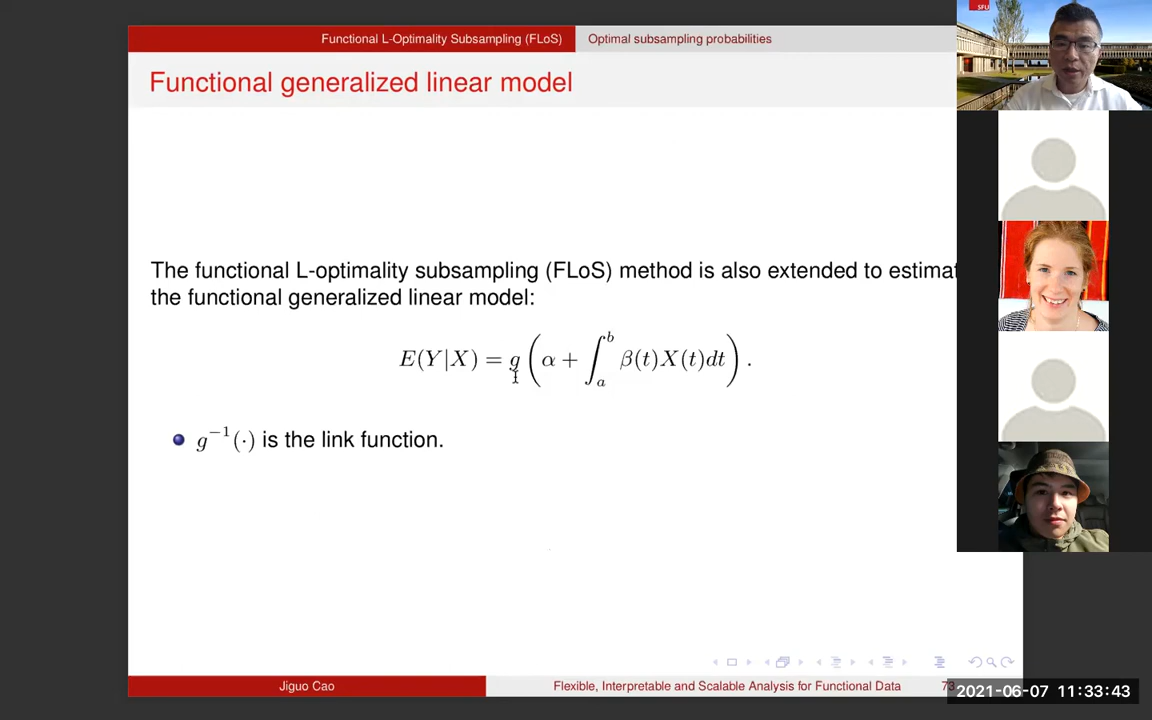 Functional L-Optimality Subsampling (FLoS) Optimal subsampling probabilities
SFU
Functional generalized linear model
The functional L-optimality subsampling (FLoS) method is also extended to
the functional generalized linear model:
E(Y|X) = g(α + ∫_a^b β(t)X(t)dt) .
g⁻¹(·) is the link function.
Jiguo Cao Flexible, Interpretable and Scalable Analysis for Functional Data
2021-06-07 11:33:43